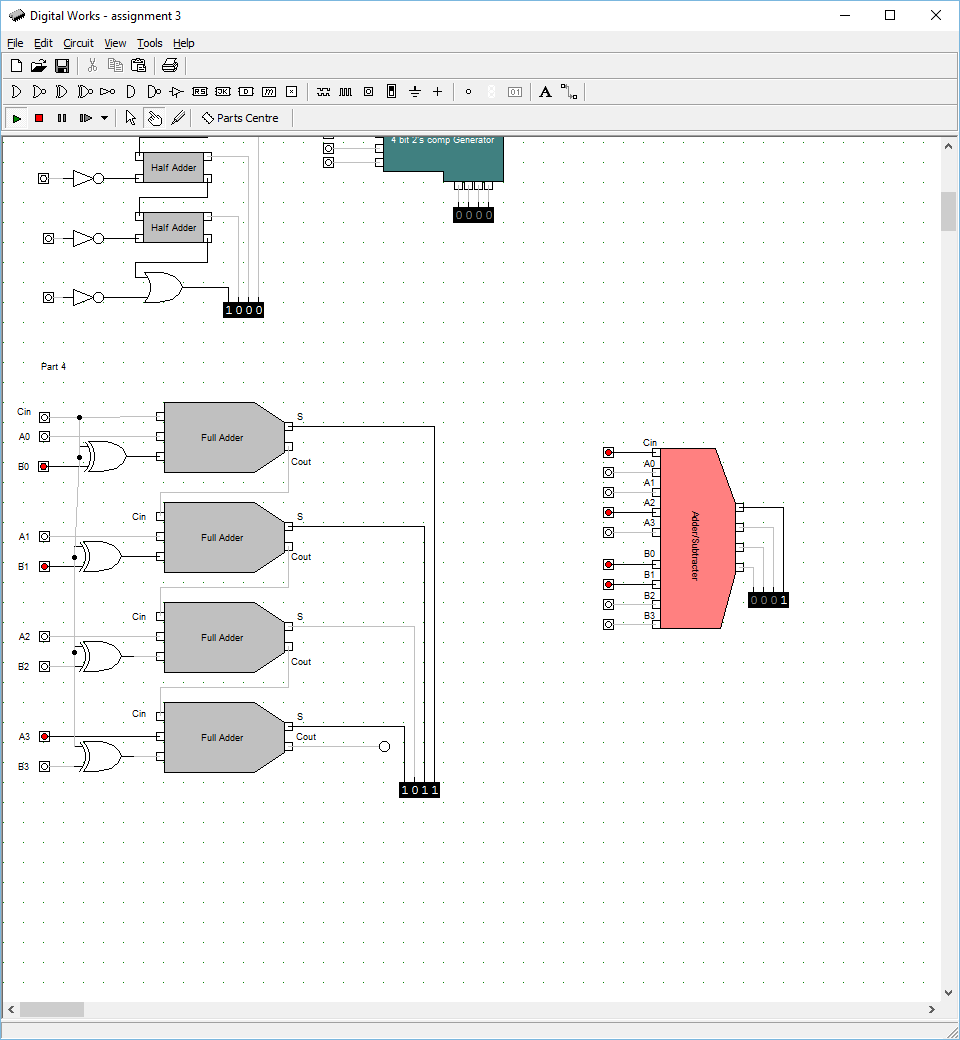 Digital Works - assignment 3
File Edit Circuit View Tools Help
RS JK D
01 A
Parts Centre
4 bit 2's comp Generator
Half Adder
0000
Half Adder
1000
Part 4
Cin
A0
B0
Full Adder
S
Cout
Cin
A1
B1
Full Adder
S
Cout
Cin
A2
B2
Full Adder
S
Cout
Cin
A3
B3
Full Adder
S
Cout
1011
Cin
A0
A1
A2
A3
B0
B1
B2
B3
Adder/Subtracter
0001